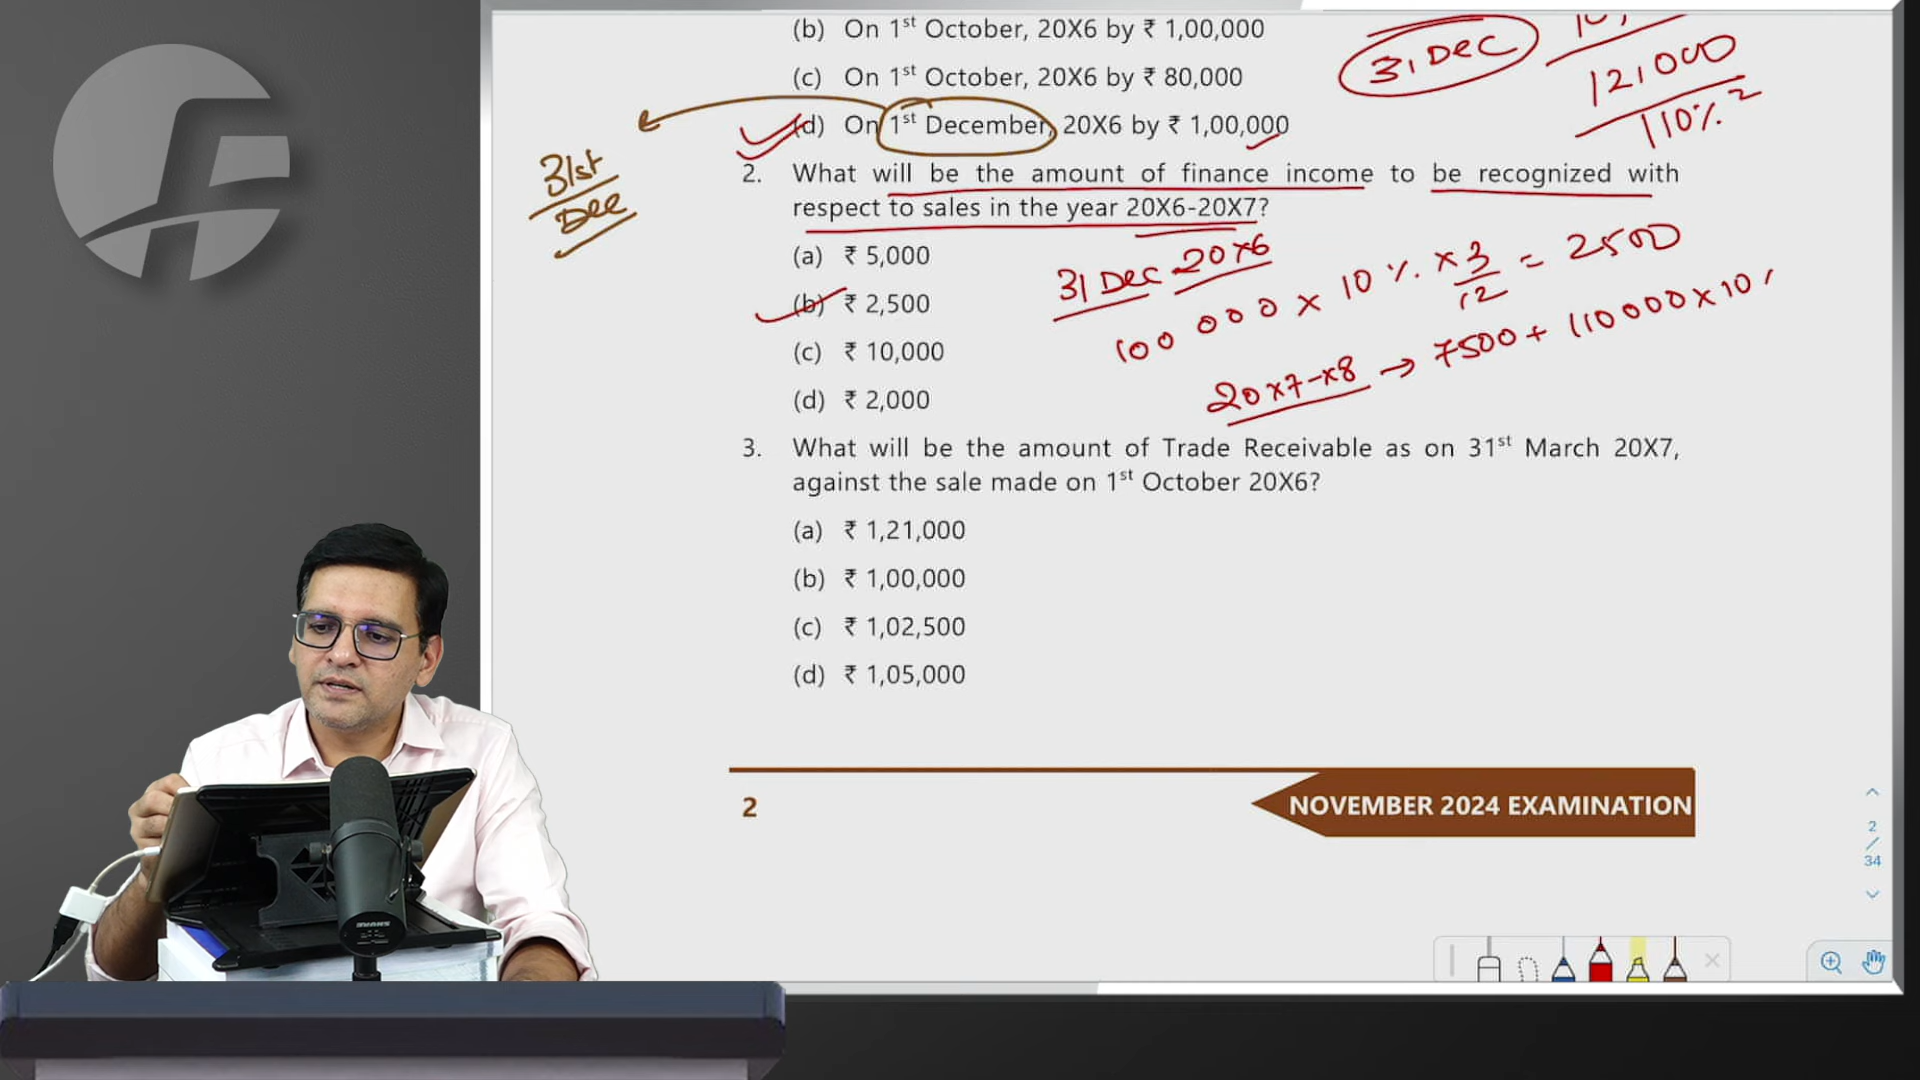 (b) On 1st October, 20X6 by ₹ 1,00,000
(c) On 1st October, 20X6 by ₹ 80,000
31 Dec
121000
(d) On 1st December, 20X6 by ₹ 1,00,000
110%²
31st
Dec
2. What will be the amount of finance income to be recognized with
respect to sales in the year 20X6-20X7?
(a) ₹ 5,000
31 Dec 20X6
(b) ₹ 2,500
100 000 x 10 %. x 3/12 = 2500
(c) ₹ 10,000
20x7-x8 → 7500 + 110000 x 10
(d) ₹ 2,000
3. What will be the amount of Trade Receivable as on 31st March 20X7,
against the sale made on 1st October 20X6?
(a) ₹ 1,21,000
(b) ₹ 1,00,000
(c) ₹ 1,02,500
(d) ₹ 1,05,000
2
NOVEMBER 2024 EXAMINATION
2
/
34